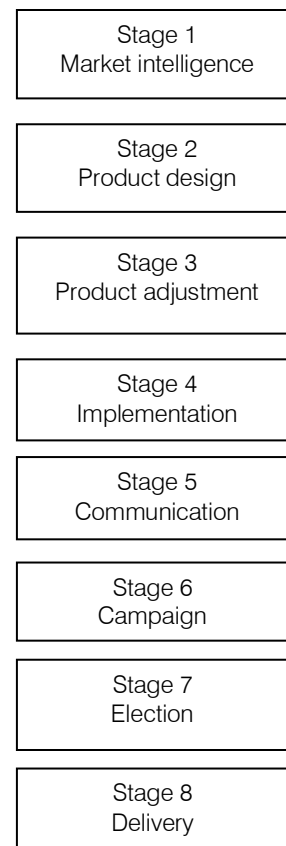 Stage 1
Market intelligence
Stage 2
Product design
Stage 3
Product adjustment
Stage 4
Implementation
Stage 5
Communication
Stage 6
Campaign
Stage 7
Election
Stage 8
Delivery